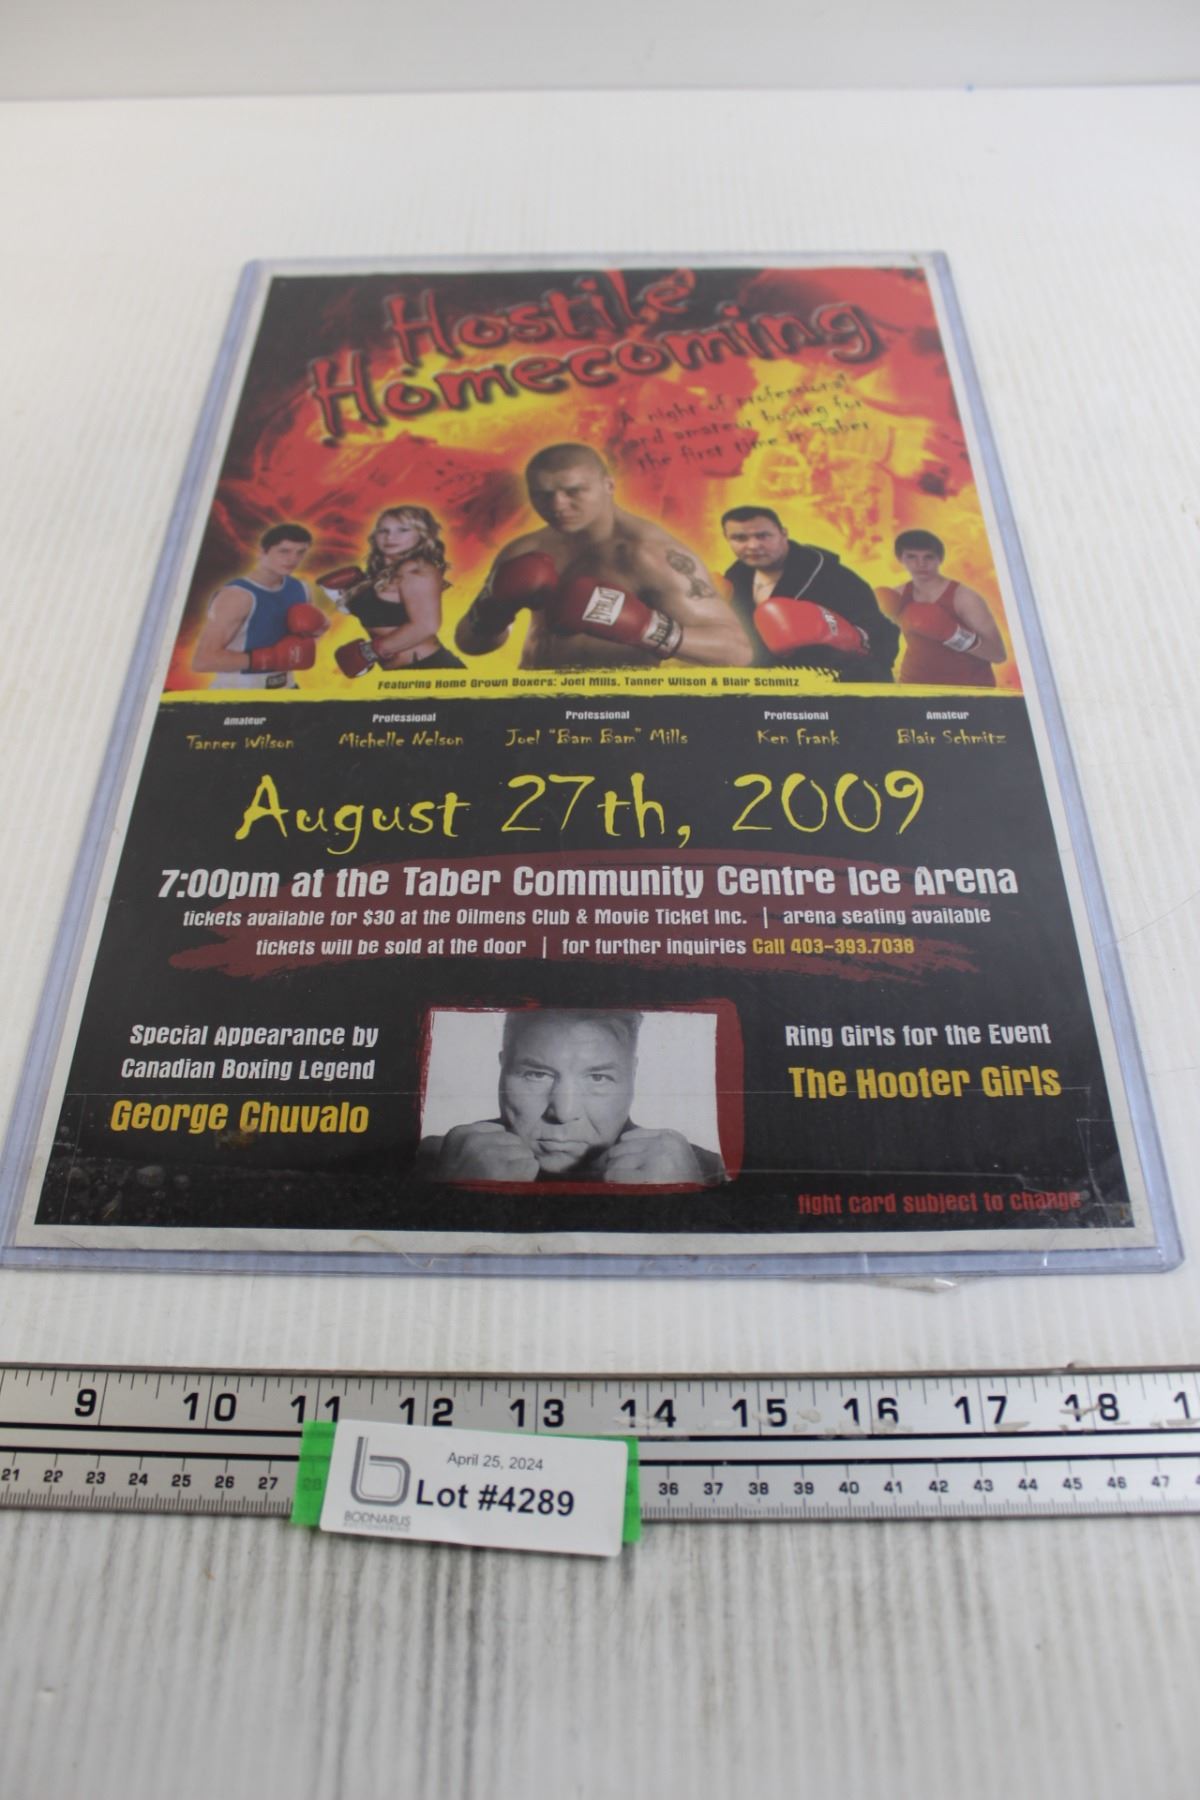 Hostile
Homecoming
A night of professional
and amateur boxing for
the first time in Taber
EVERLAST
Featuring Home Grown Boxers: Joel Mills, Tanner Wilson & Blair Schmitz
Amateur Professional Professional Professional Amateur
Tanner Wilson Michelle Nelson Joel "Bam Bam" Mills Ken Frank Blair Schmitz
August 27th, 2009
7:00pm at the Taber Community Centre Ice Arena
tickets available for $30 at the Oilmens Club & Movie Ticket Inc. | arena seating available
tickets will be sold at the door | for further inquiries Call 403-393.7038
Special Appearance by
Canadian Boxing Legend
George Chuvalo
Ring Girls for the Event
The Hooter Girls
fight card subject to change
9 10 11 12 13 14 15 16 17 18 1
21 22 23 24 25 26 27 28 36 37 38 39 40 41 42 43 44 45 46 47
April 25, 2024
Lot #4289
BODNARUS
AUCTIONEERING